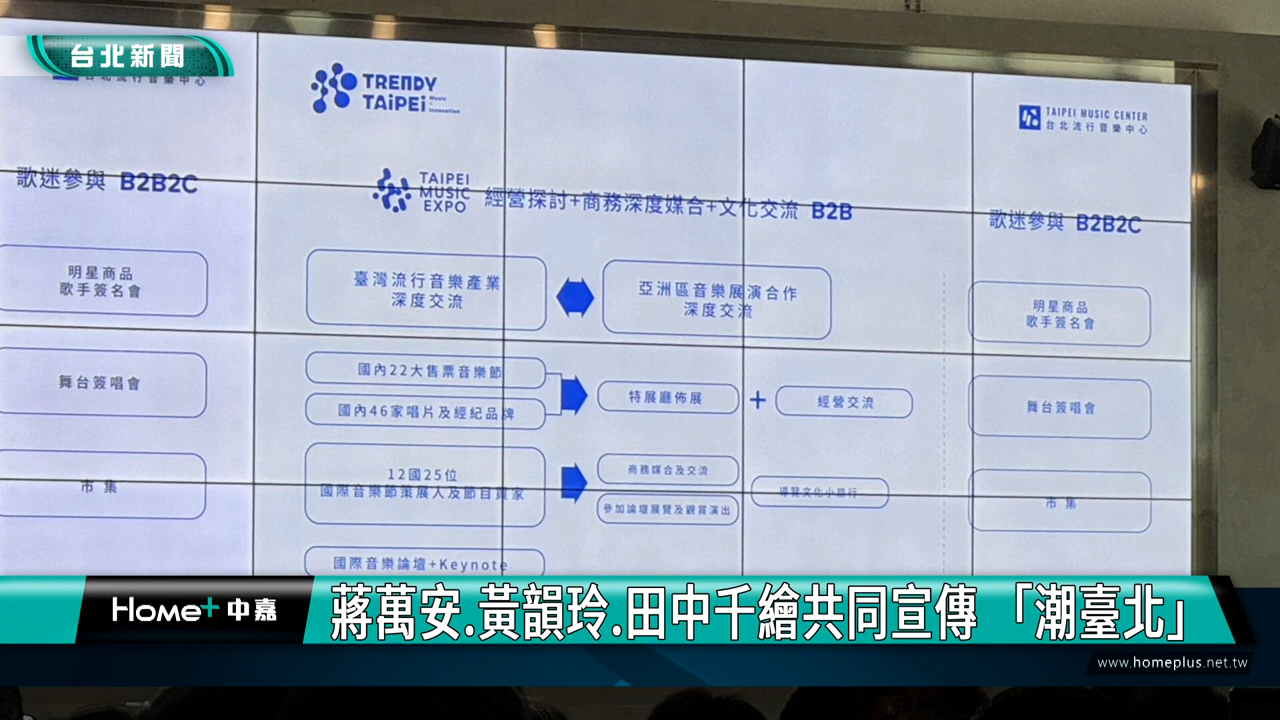 台北新聞
台北流行音樂中心
歌迷參與 B2B2C
明星商品
歌手簽名會
舞台簽唱會
市集
TRENDY
TAIPEI
Music
Innovation
TAIPEI
MUSIC
EXPO
經營探討+商務深度媒合+文化交流 B2B
臺灣流行音樂產業
深度交流
亞洲區音樂展演合作
深度交流
國內22大售票音樂節
國內46家唱片及經紀品牌
特展廳佈展
+
經營交流
12國25位
國際音樂節策展人及節目買家
商務媒合及交流
參加論壇展覽及觀賞演出
導覽文化小旅行
國際音樂論壇+Keynote
TAIPEI MUSIC CENTER
台北流行音樂中心
歌迷參與 B2B2C
明星商品
歌手簽名會
舞台簽唱會
市集
Home+中嘉
蔣萬安.黃韻玲.田中千繪共同宣傳「潮臺北」
www.homeplus.net.tw